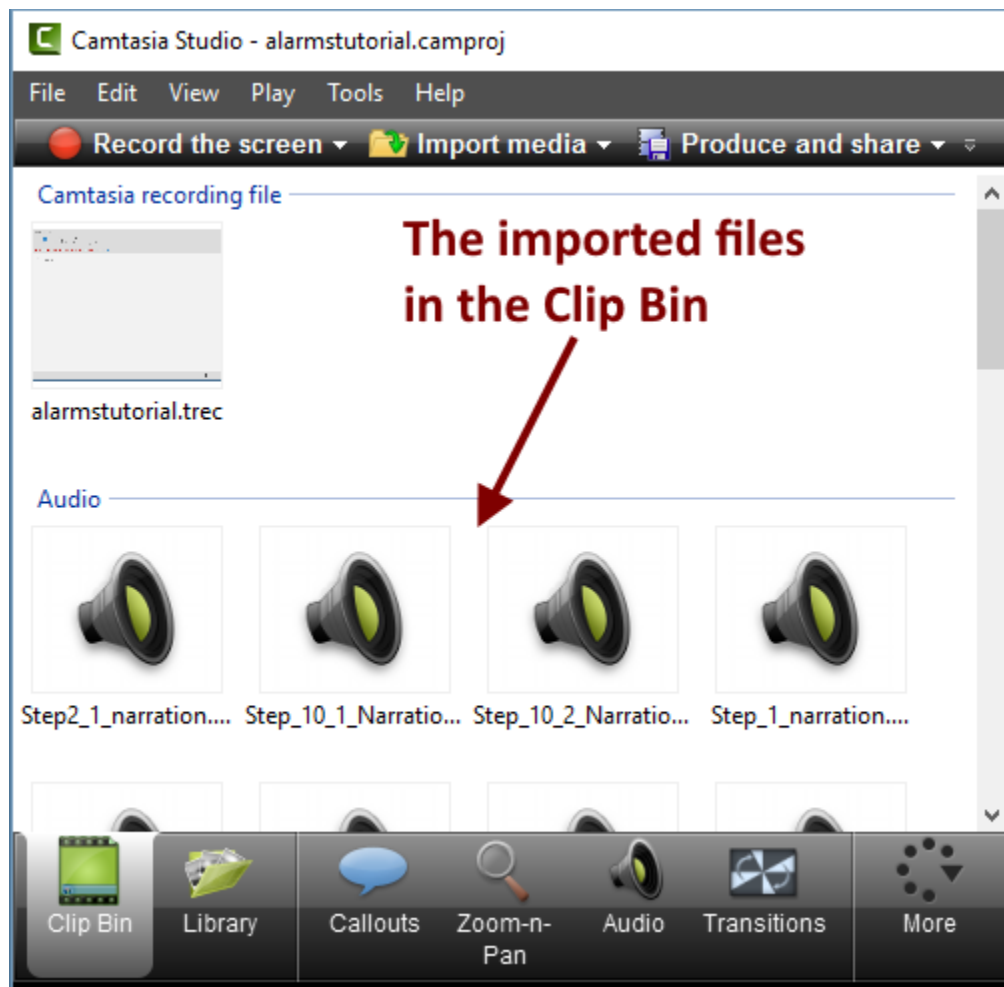 Camtasia Studio - alarmstutorial.camproj
File Edit View Play Tools Help
Record the screen Import media Produce and share
Camtasia recording file
The imported files
in the Clip Bin
alarmstutorial.trec
Audio
Step2_1_narration.... Step_10_1_Narratio... Step_10_2_Narratio... Step_1_narration....
Clip Bin Library Callouts Zoom-n- Audio Transitions More
Pan